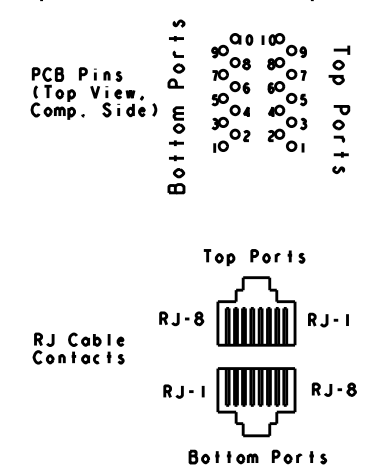 Bottom Ports
10 10
9 9
8 8
7 7
6 6
5 5
4 4
3 3
2 2
1 1
Top Ports
PCB Pins
(Top View,
Comp. Side)
Top Ports
RJ-8 RJ-1
RJ Cable
Contacts
RJ-1 RJ-8
Bottom Ports